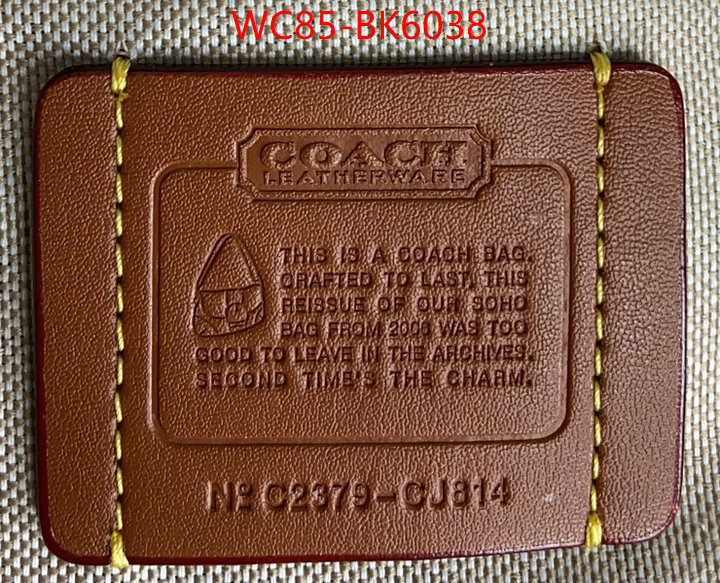 WC85-BK6038
COACH
LEATHERWARE
THIS IS A COACH BAG.
CRAFTED TO LAST, THIS
REISSUE OF OUR SOHO
BAG FROM 2006 WAS TOO
GOOD TO LEAVE IN THE ARCHIVES.
SECOND TIME'S THE CHARM.
Nº C2379-CJ814